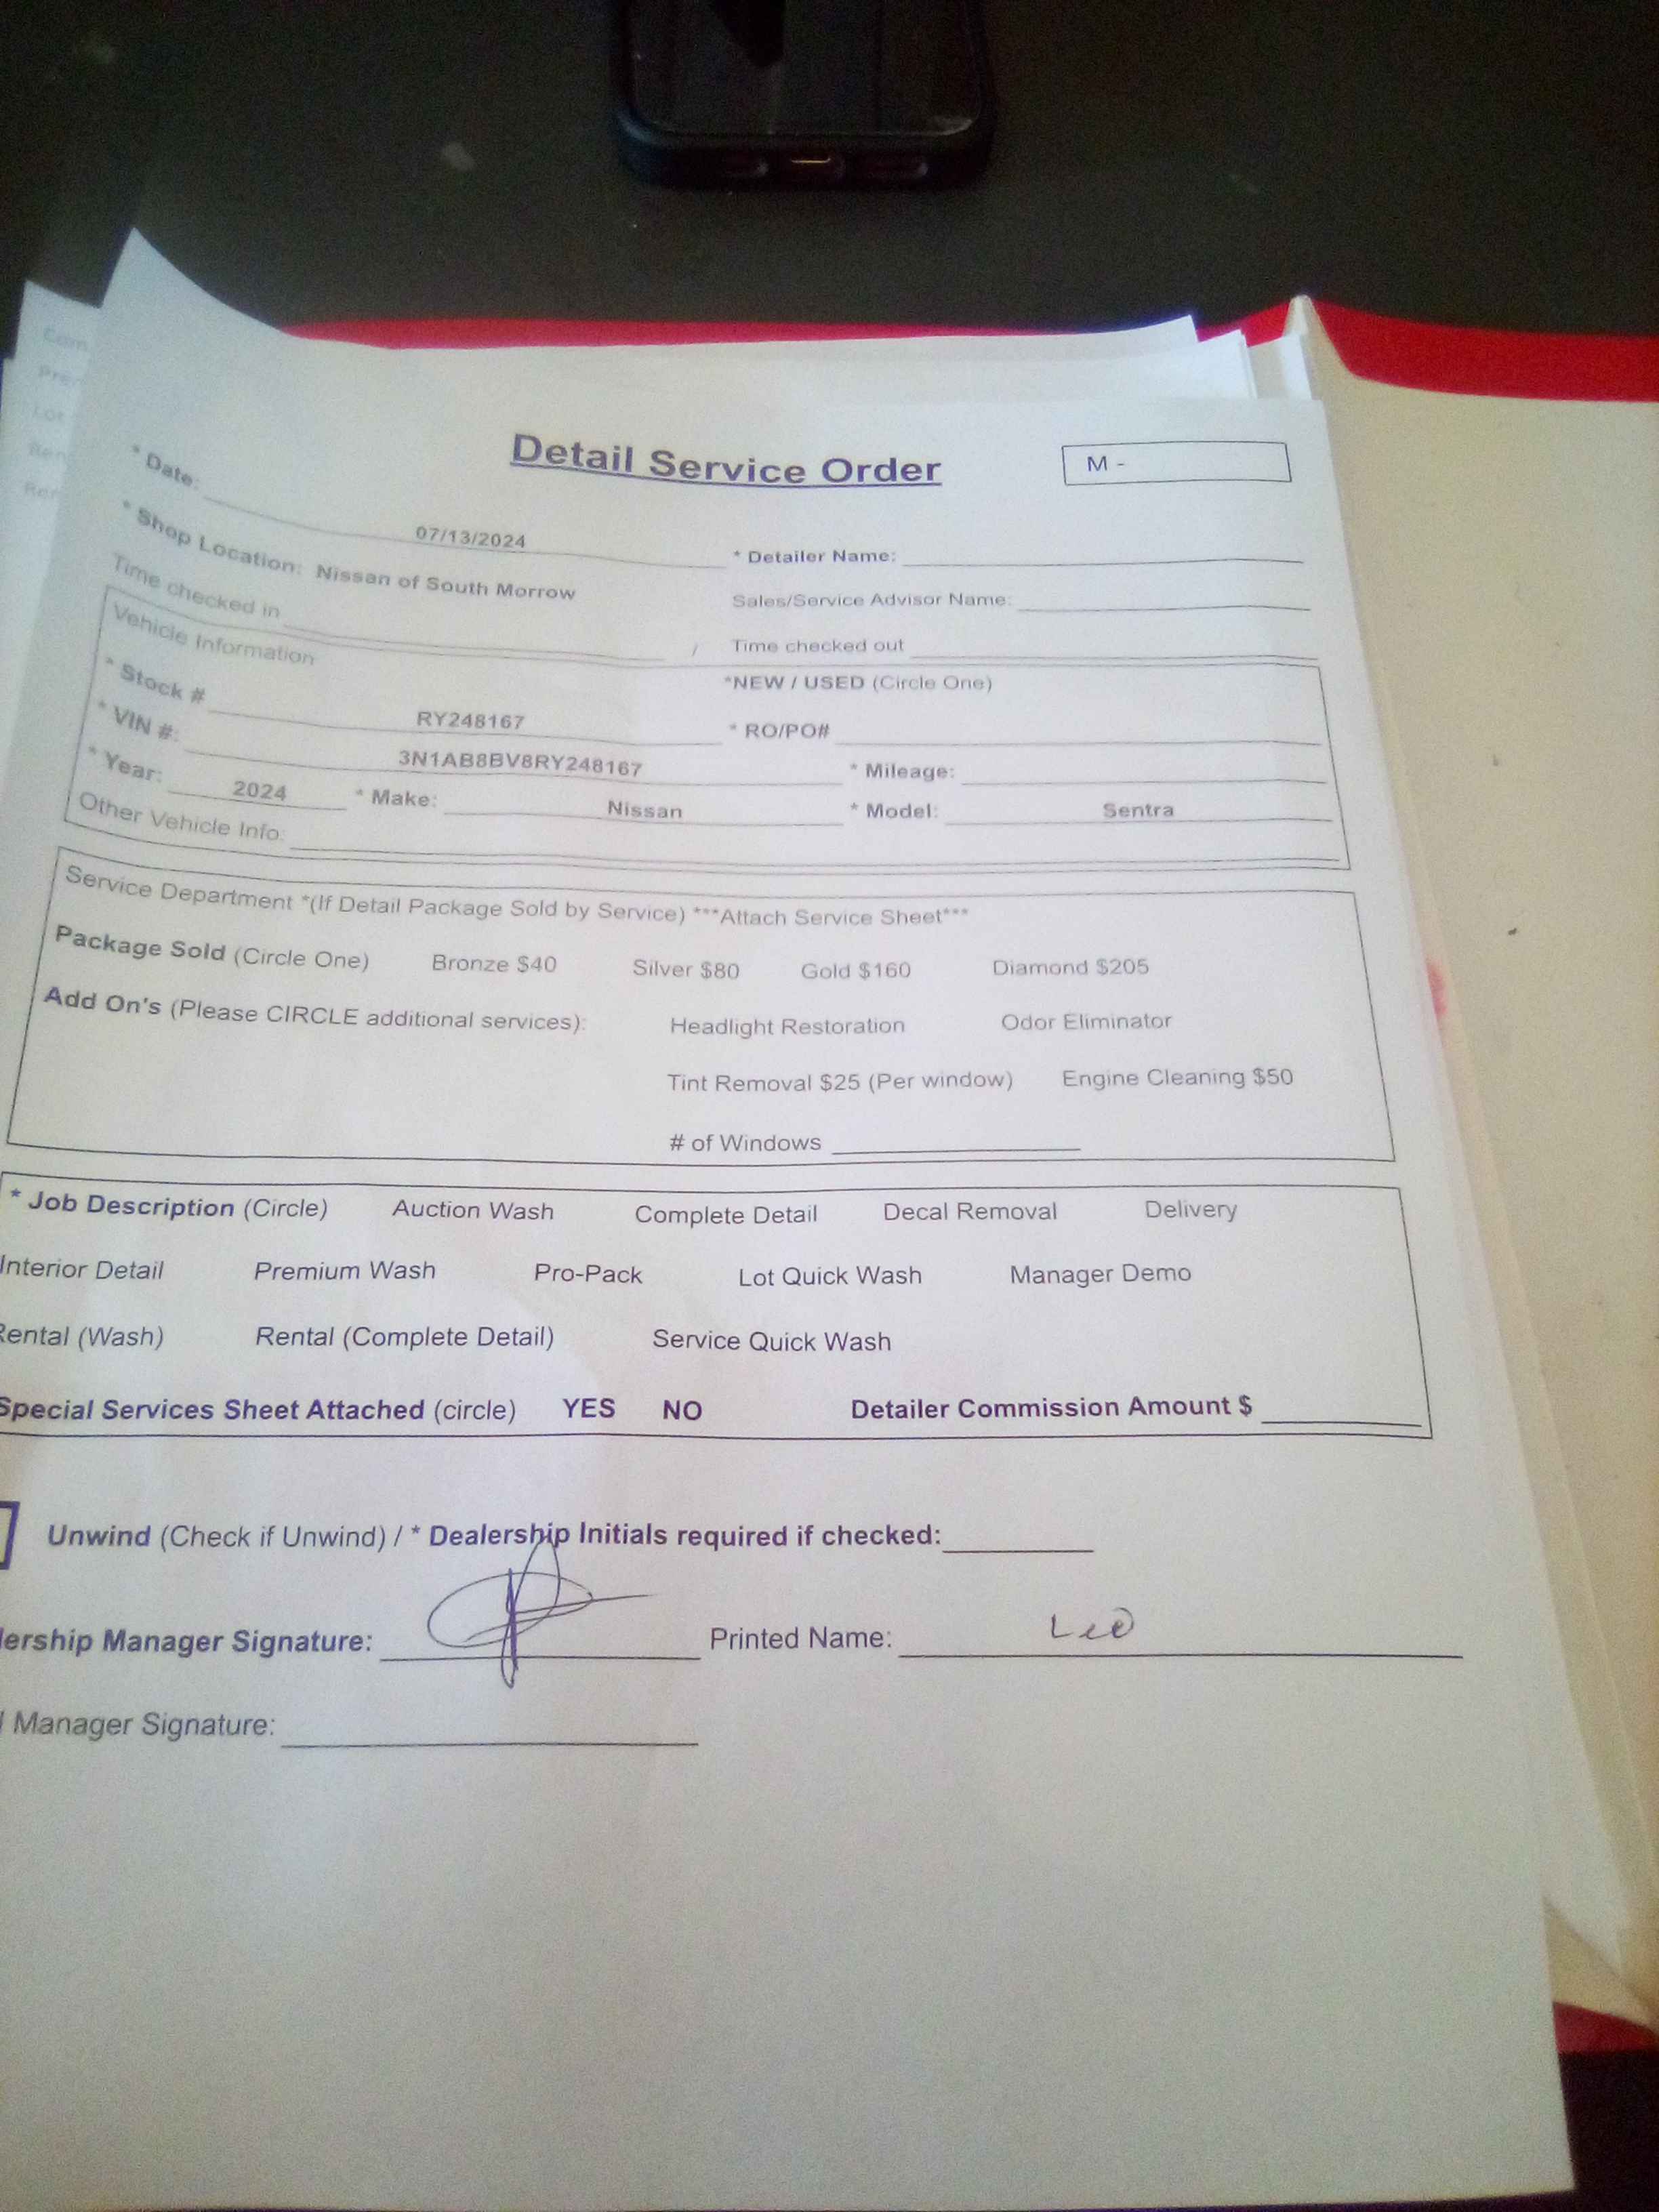 Detail Service Order
M -
* Date: 07/13/2024
* Detailer Name:
* Shop Location: Nissan of South Morrow
Sales/Service Advisor Name:
Time checked in / Time checked out
Vehicle Information
*NEW / USED (Circle One)
* Stock # RY248167 * RO/PO#
* VIN #: 3N1AB8BV8RY248167 * Mileage:
* Year: 2024 * Make: Nissan * Model: Sentra
Other Vehicle Info:
Service Department *(If Detail Package Sold by Service) ***Attach Service Sheet***
Package Sold (Circle One) Bronze $40 Silver $80 Gold $160 Diamond $205
Add On's (Please CIRCLE additional services): Headlight Restoration Odor Eliminator
Tint Removal $25 (Per window) Engine Cleaning $50
# of Windows
* Job Description (Circle) Auction Wash Complete Detail Decal Removal Delivery
Interior Detail Premium Wash Pro-Pack Lot Quick Wash Manager Demo
Rental (Wash) Rental (Complete Detail) Service Quick Wash
Special Services Sheet Attached (circle) YES NO Detailer Commission Amount $
Unwind (Check if Unwind) / * Dealership Initials required if checked:
lership Manager Signature: Printed Name: Leo
Manager Signature: